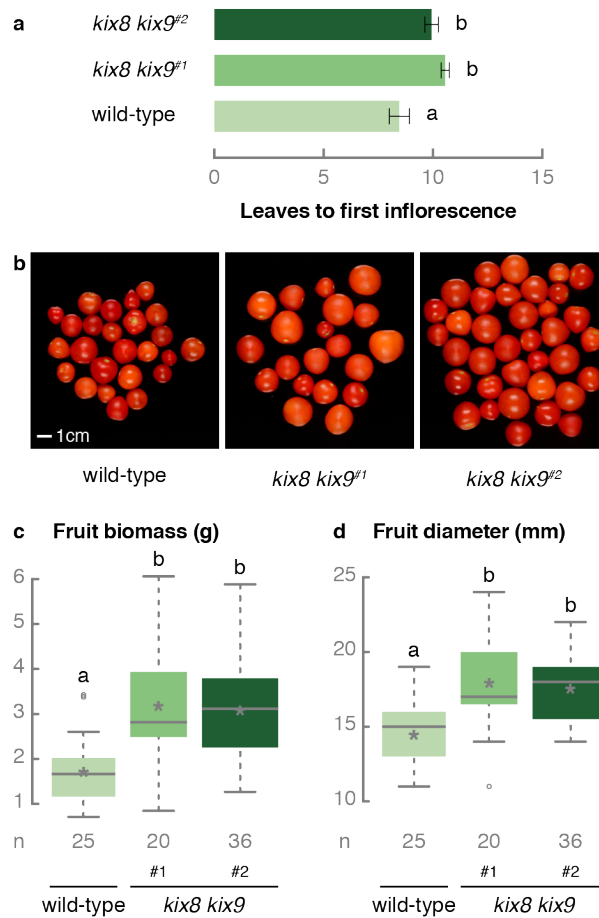 a
kix8 kix9#2
b
kix8 kix9#1
b
wild-type
a
0 5 10 15
Leaves to first inflorescence
b
1cm
wild-type
kix8 kix9#1
kix8 kix9#2
c Fruit biomass (g)
b
b
a
6
5
4
3
2
1
n 25 20 36
#1 #2
wild-type kix8 kix9
d Fruit diameter (mm)
b
b
a
25
20
15
10
n 25 20 36
#1 #2
wild-type kix8 kix9